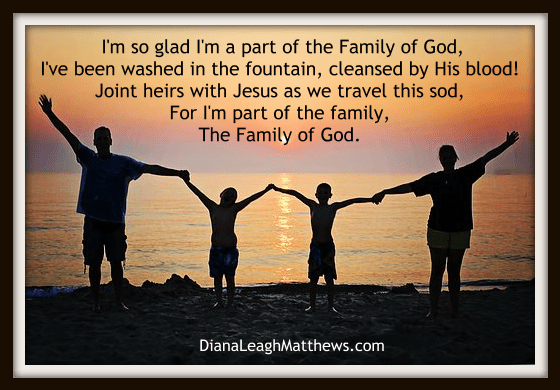 I'm so glad I'm a part of the Family of God,
I've been washed in the fountain, cleansed by His blood!
Joint heirs with Jesus as we travel this sod,
For I'm part of the family,
The Family of God.
DianaLeaghMatthews.com